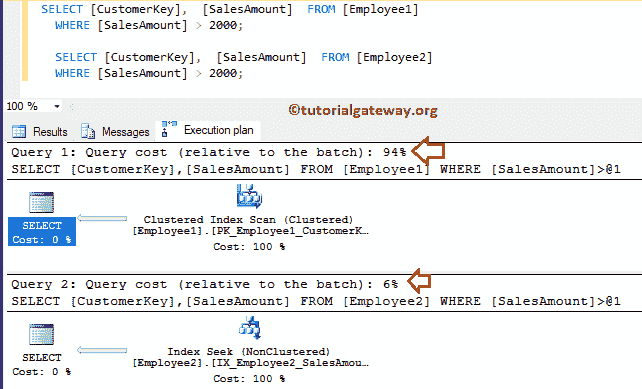 SELECT [CustomerKey],  [SalesAmount]  FROM [Employee1]
WHERE [SalesAmount] > 2000;
SELECT [CustomerKey],  [SalesAmount]  FROM [Employee2]
WHERE [SalesAmount] > 2000;
100 %
©tutorialgateway.org
Results Messages Execution plan
Query 1: Query cost (relative to the batch): 94%
SELECT [CustomerKey],[SalesAmount] FROM [Employee1] WHERE [SalesAmount]>@1
SELECT
Cost: 0 %
Clustered Index Scan (Clustered)
[Employee1].[PK_Employee1_CustomerK…
Cost: 100 %
Query 2: Query cost (relative to the batch): 6%
SELECT [CustomerKey],[SalesAmount] FROM [Employee2] WHERE [SalesAmount]>@1
SELECT
Cost: 0 %
Index Seek (NonClustered)
[Employee2].[IX_Employee2_SalesAmou…
Cost: 100 %